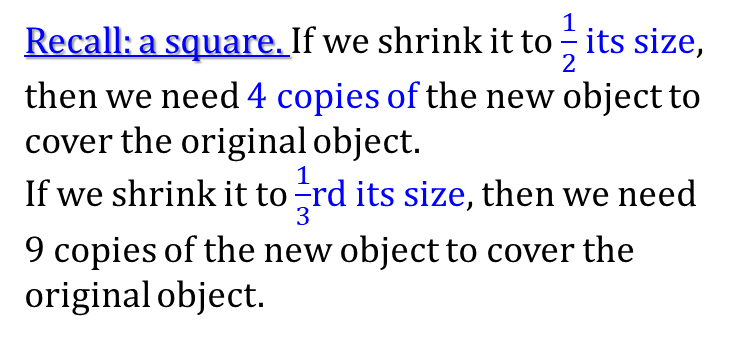 Recall: a square. If we shrink it to 1/2 its size,
then we need 4 copies of the new object to
cover the original object.
If we shrink it to 1/3rd its size, then we need
9 copies of the new object to cover the
original object.